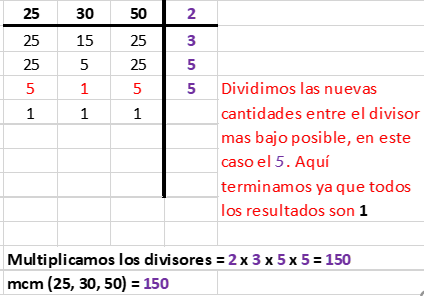 25 30 50 2
25 15 25 3
25 5 25 5
5 1 5 5
1 1 1
Dividimos las nuevas
cantidades entre el divisor
mas bajo posible, en este
caso el 5. Aquí
terminamos ya que todos
los resultados son 1
Multiplicamos los divisores = 2 x 3 x 5 x 5 = 150
mcm (25, 30, 50) = 150